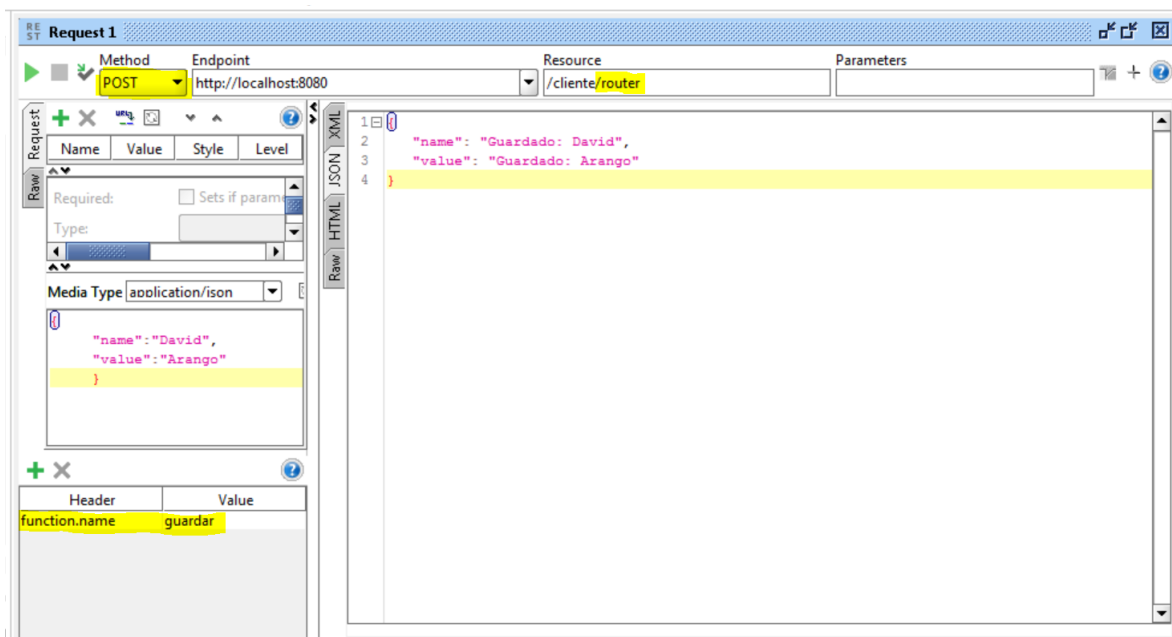 REST Request 1
Method Endpoint Resource Parameters
POST http://localhost:8080 /cliente/router
Request
Raw
Name Value Style Level
Required: Sets if parame
Type:
Media Type application/json
{
"name":"David",
"value":"Arango"
}
Header Value
function.name guardar
XML
JSON
HTML
Raw
1 {
2 "name": "Guardado: David",
3 "value": "Guardado: Arango"
4 }